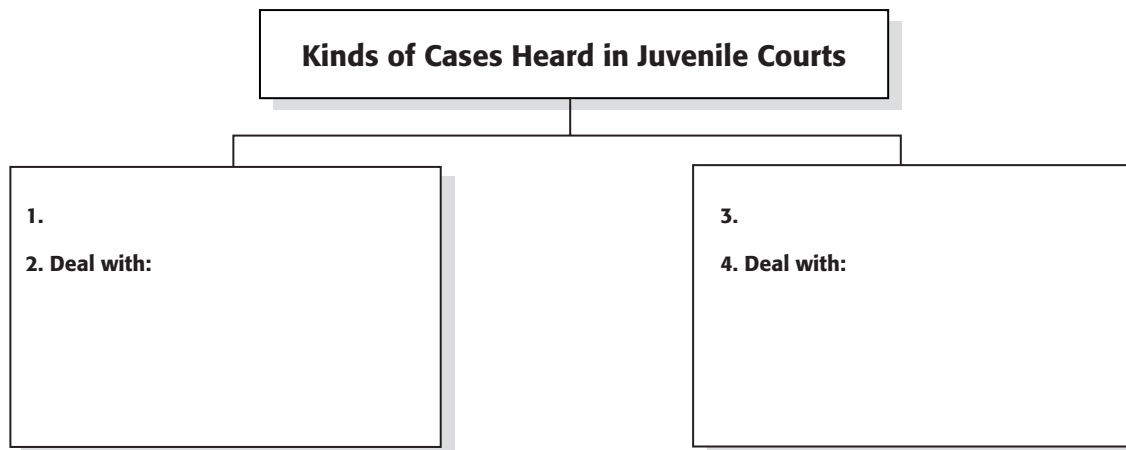 Kinds of Cases Heard in Juvenile Courts
1.
2. Deal with:
3.
4. Deal with: